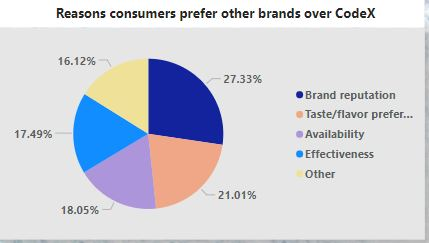 Reasons consumers prefer other brands over CodeX
16.12%
27.33%
17.49%
18.05%
21.01%
Brand reputation
Taste/flavor prefer...
Availability
Effectiveness
Other